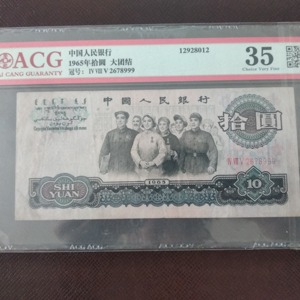 ACG
CANG GUARANTY
中国人民银行
1965年拾圆 大团结
冠号： IV VIII V 2678999
12928012
35
Choice Very Fine
中國人民銀行
拾圓
SHI
YUAN
1965
10